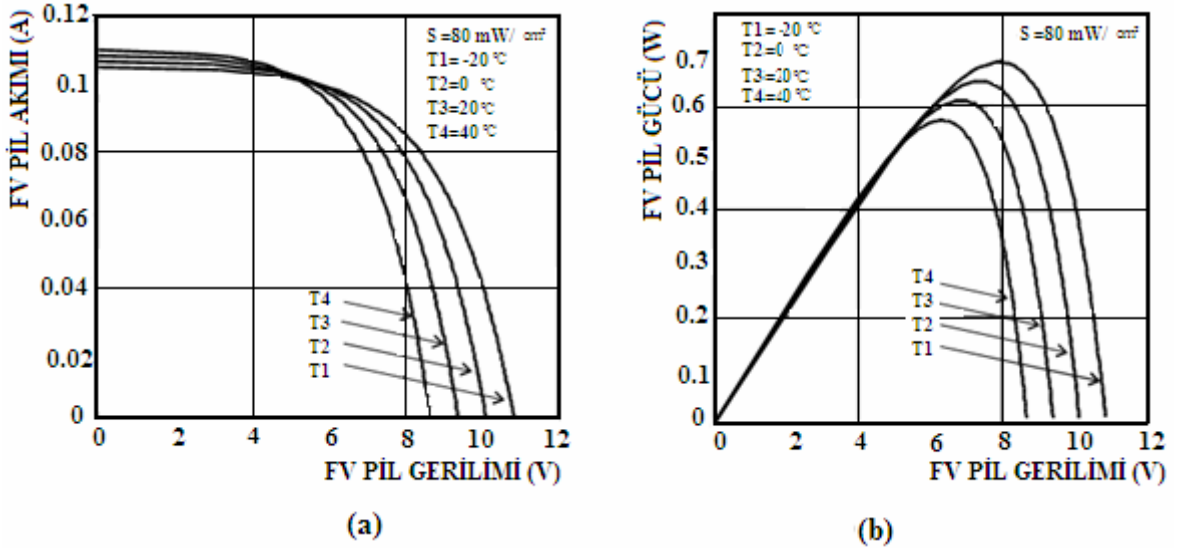 FV PİL AKIMI (A)
0.12
0.1
0.08
0.06
0.04
0.02
0
S =80 mW/ cm²
T1= -20 °C
T2=0 °C
T3=20 °C
T4=40 °C
T4
T3
T2
T1
0 2 4 6 8 10 12
FV PİL GERİLİMİ (V)
(a)
FV PİL GÜCÜ (W)
0.7
0.6
0.5
0.4
0.3
0.2
0.1
0
T1= -20 °C
T2=0 °C
T3=20 °C
T4=40 °C
S =80 mW/ cm²
T4
T3
T2
T1
0 2 4 6 8 10 12
FV PİL GERİLİMİ (V)
(b)